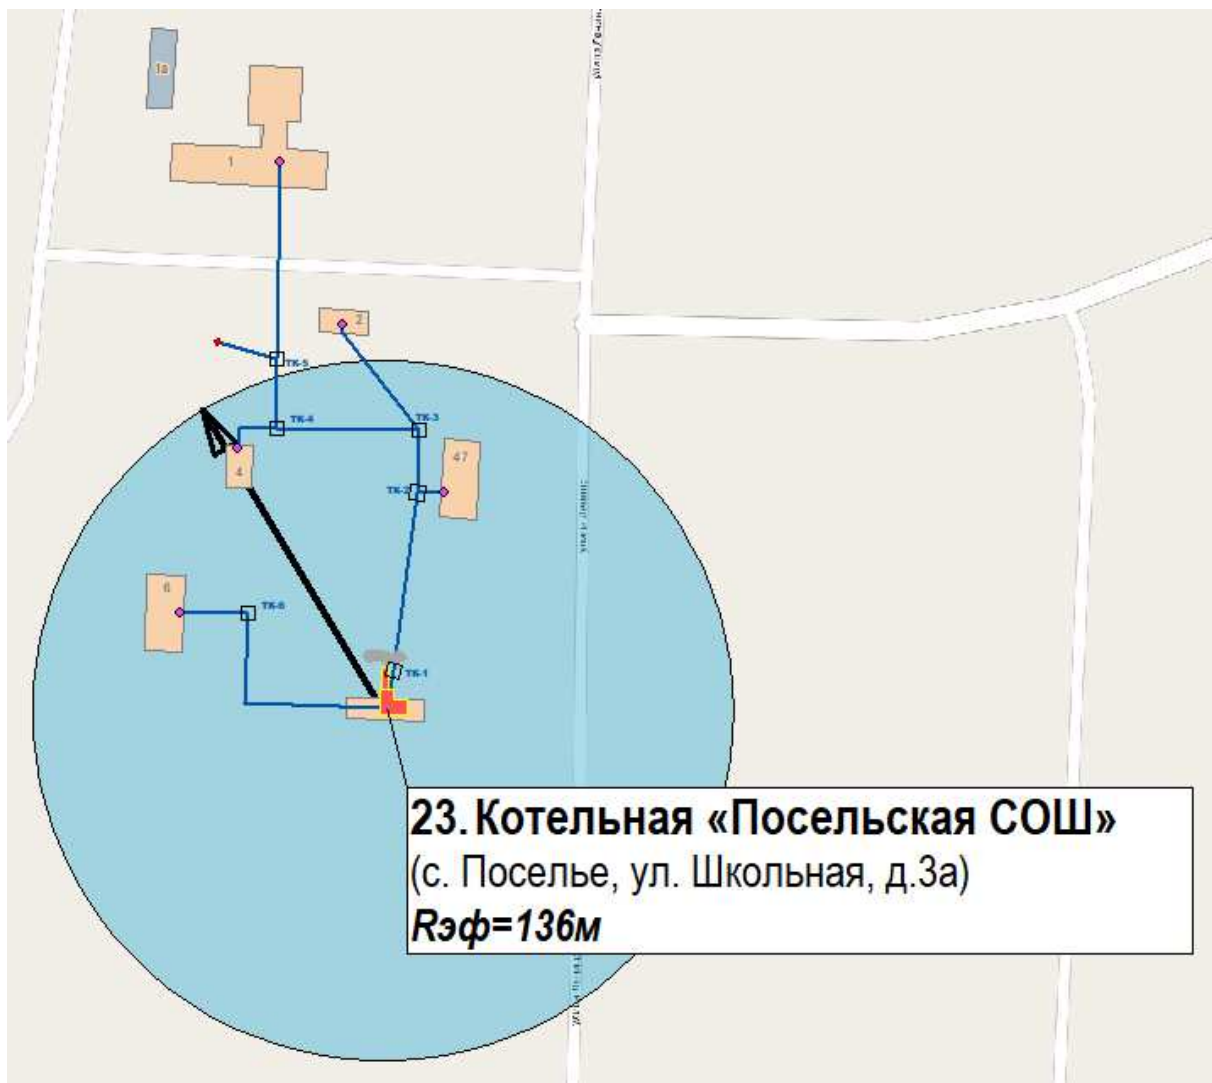 1а
1
2
ТК-5
ТК-4
ТК-3
4
47
ТК-2
6
ТК-6
ТК-1
23. Котельная «Посельская СОШ»
(с. Поселье, ул. Школьная, д.3а)
Rэф=136м